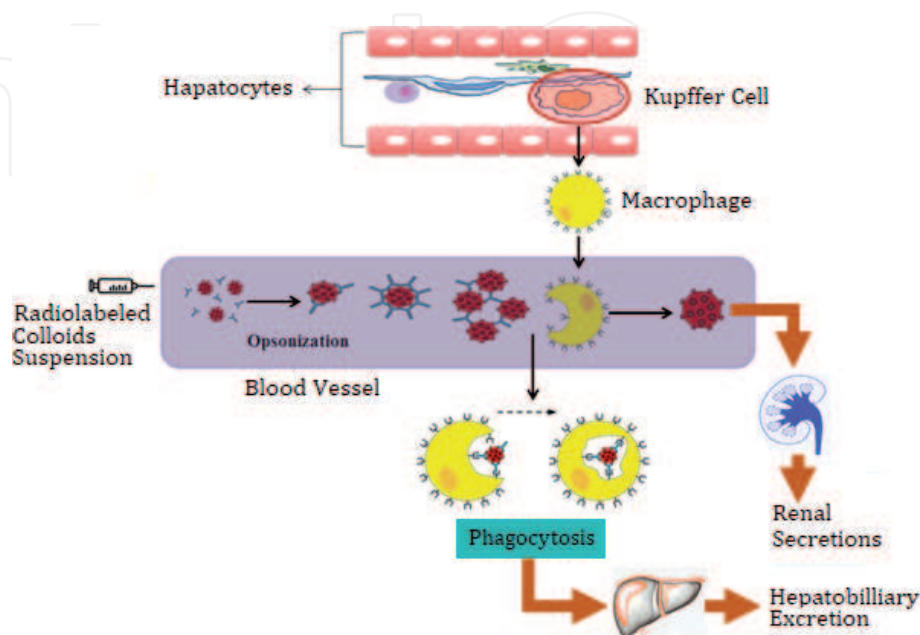 Hapatocytes
Kupffer Cell
Macrophage
Radiolabeled
Colloids
Suspension
Opsonization
Blood Vessel
Phagocytosis
Renal
Secretions
Hepatobilliary
Excretion